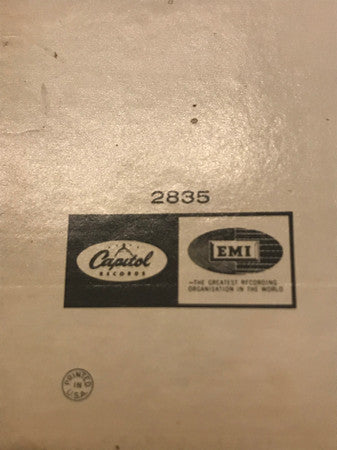 2835
Capitol
RECORDS
EMI
—THE GREATEST RECORDING
ORGANISATION IN THE WORLD
PRINTED
IN
U.S.A.